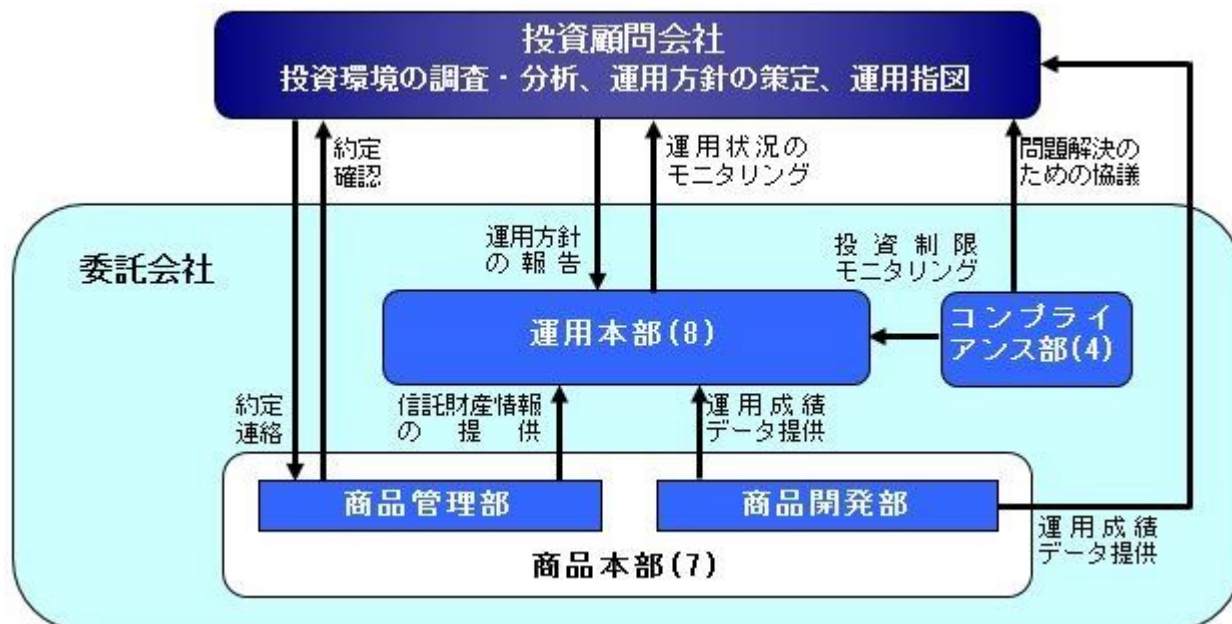 投資顧問会社
投資環境の調査・分析、運用方針の策定、運用指図
約定
確認
運用状況の
モニタリング
問題解決の
ための協議
委託会社
運用方針
の報告
投資制限
モニタリング
運用本部(8)
コンプライ
アンス部(4)
約定
連絡
信託財産情報
の提供
運用成績
データ提供
商品管理部
商品開発部
運用成績
データ提供
商品本部(7)